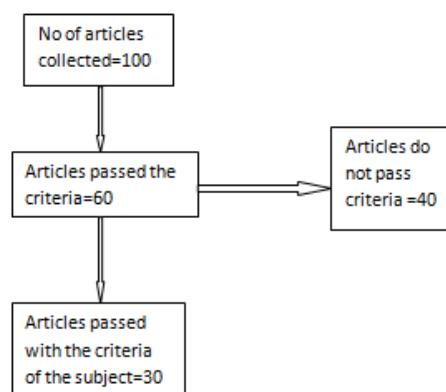 No of articles
collected=100
Articles passed the
criteria=60
Articles do
not pass
criteria =40
Articles passed
with the criteria
of the subject=30